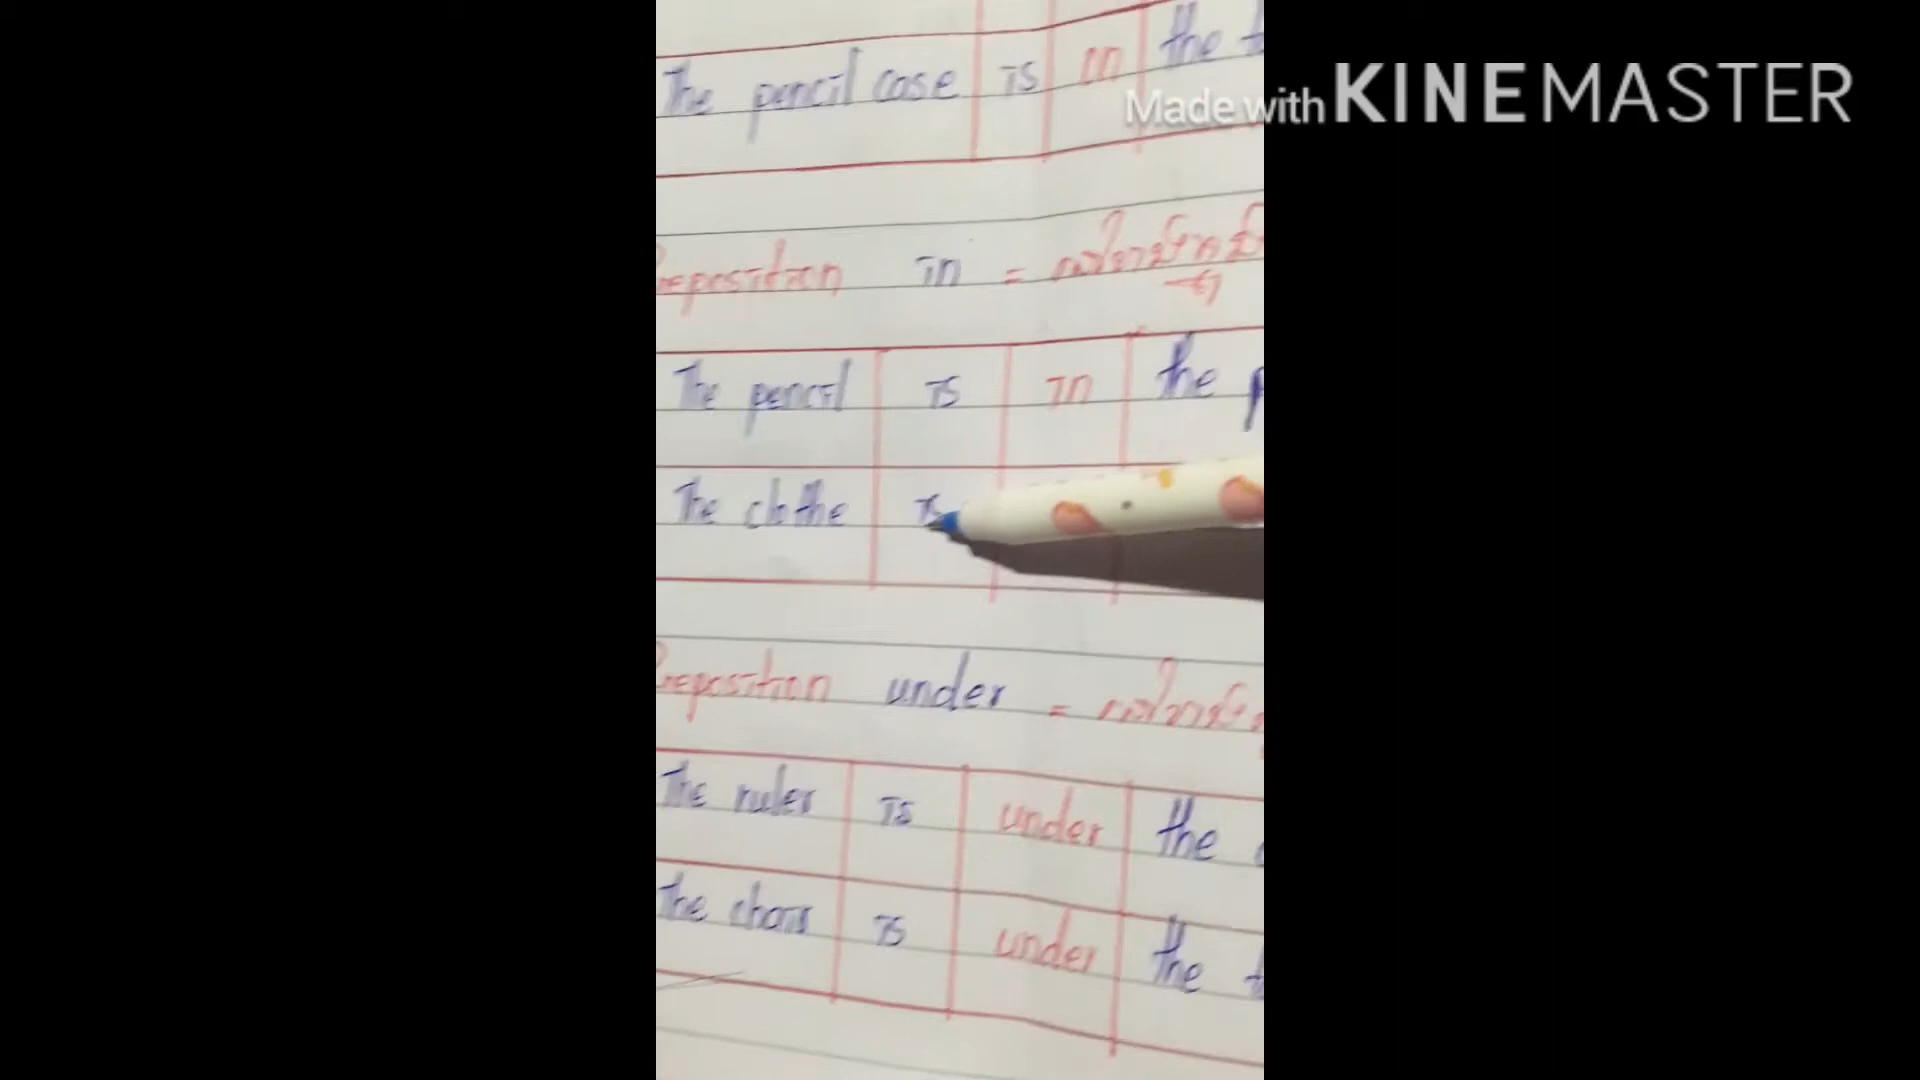 The pencil case is in the
Made with KINEMASTER
Preposition in =
The pencil is in the
The clothe is
Preposition under =
The ruler is under the
The chair is under the